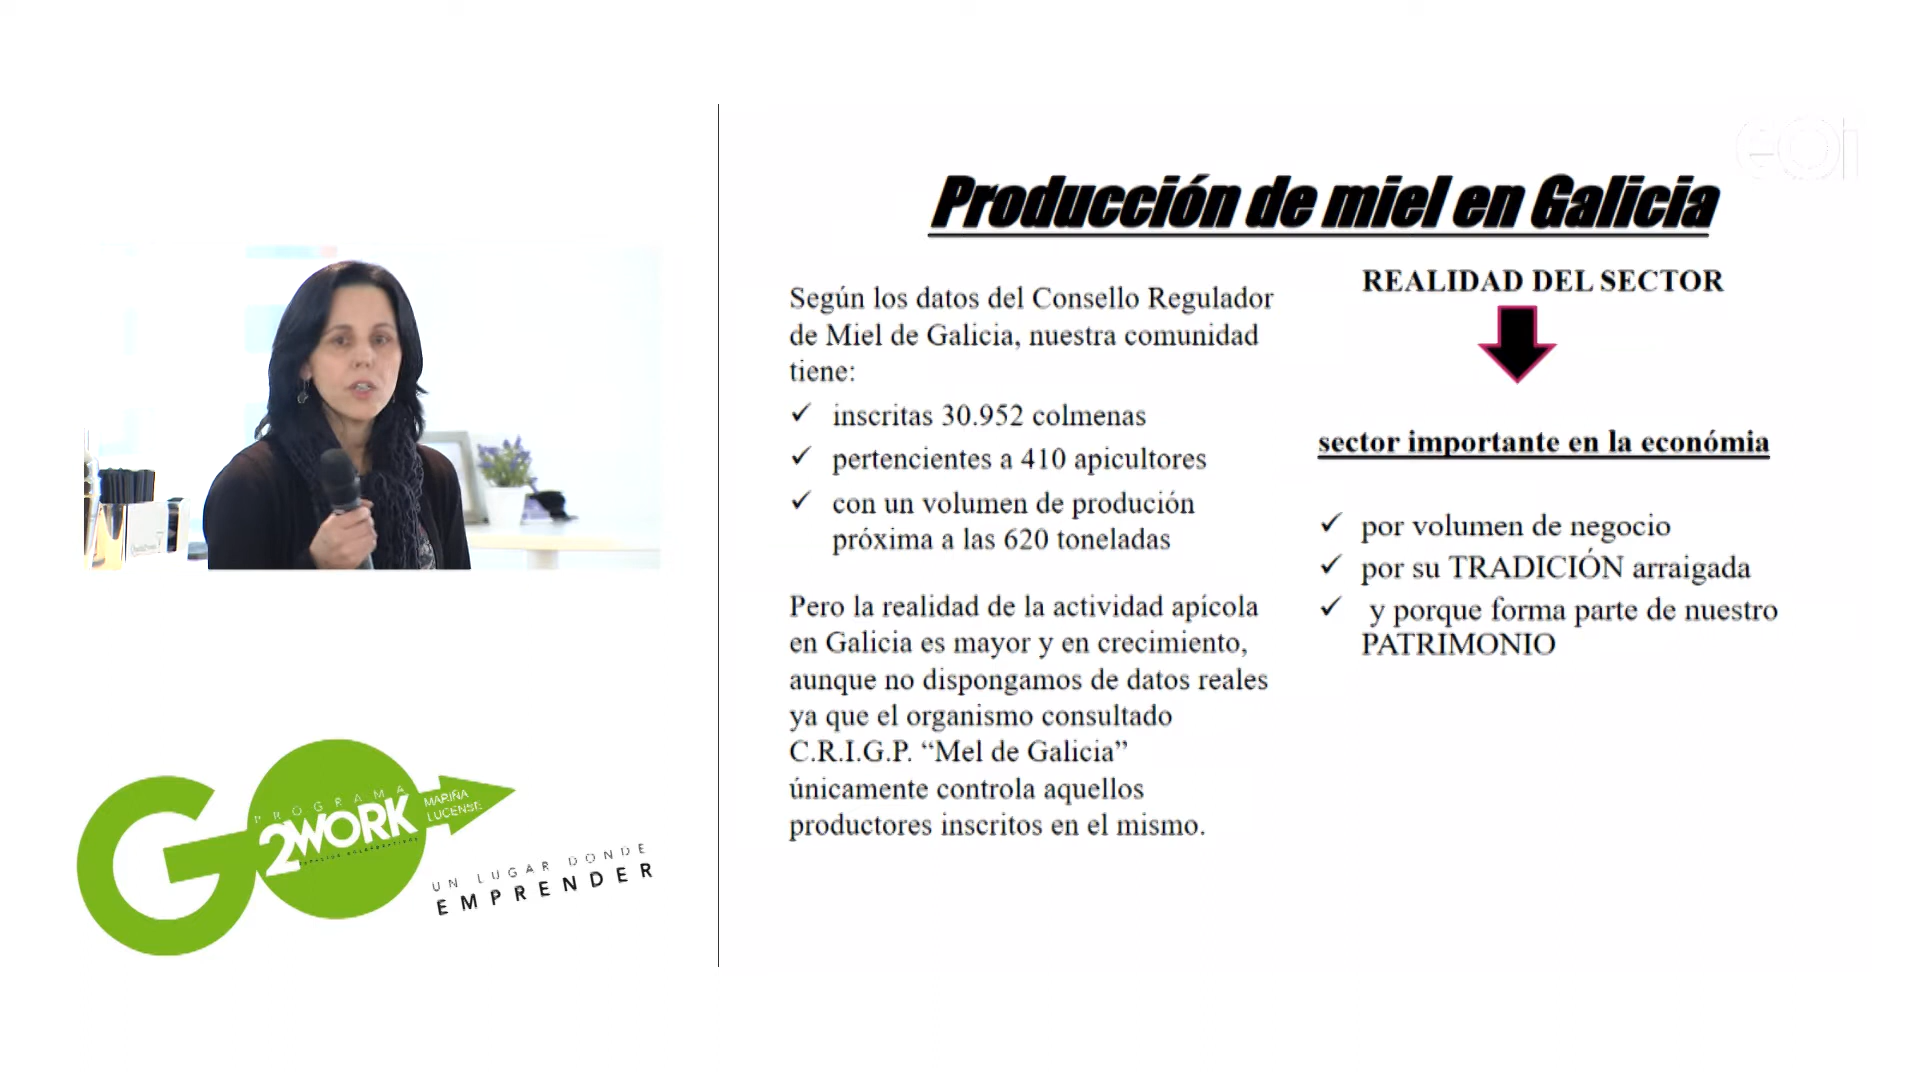 eoi
Producción de miel en Galicia
Según los datos del Consello Regulador
de Miel de Galicia, nuestra comunidad
tiene:
✓ inscritas 30.952 colmenas
✓ pertencientes a 410 apicultores
✓ con un volumen de produción
próxima a las 620 toneladas
Pero la realidad de la actividad apícola
en Galicia es mayor y en crecimiento,
aunque no dispongamos de datos reales
ya que el organismo consultado
C.R.I.G.P. “Mel de Galicia”
únicamente controla aquellos
productores inscritos en el mismo.
REALIDAD DEL SECTOR
sector importante en la económia
✓ por volumen de negocio
✓ por su TRADICIÓN arraigada
✓ y porque forma parte de nuestro
PATRIMONIO
GO
PROGRAMA
2WORK
MARIÑA
LUCENSE
UN LUGAR DONDE
EMPRENDER